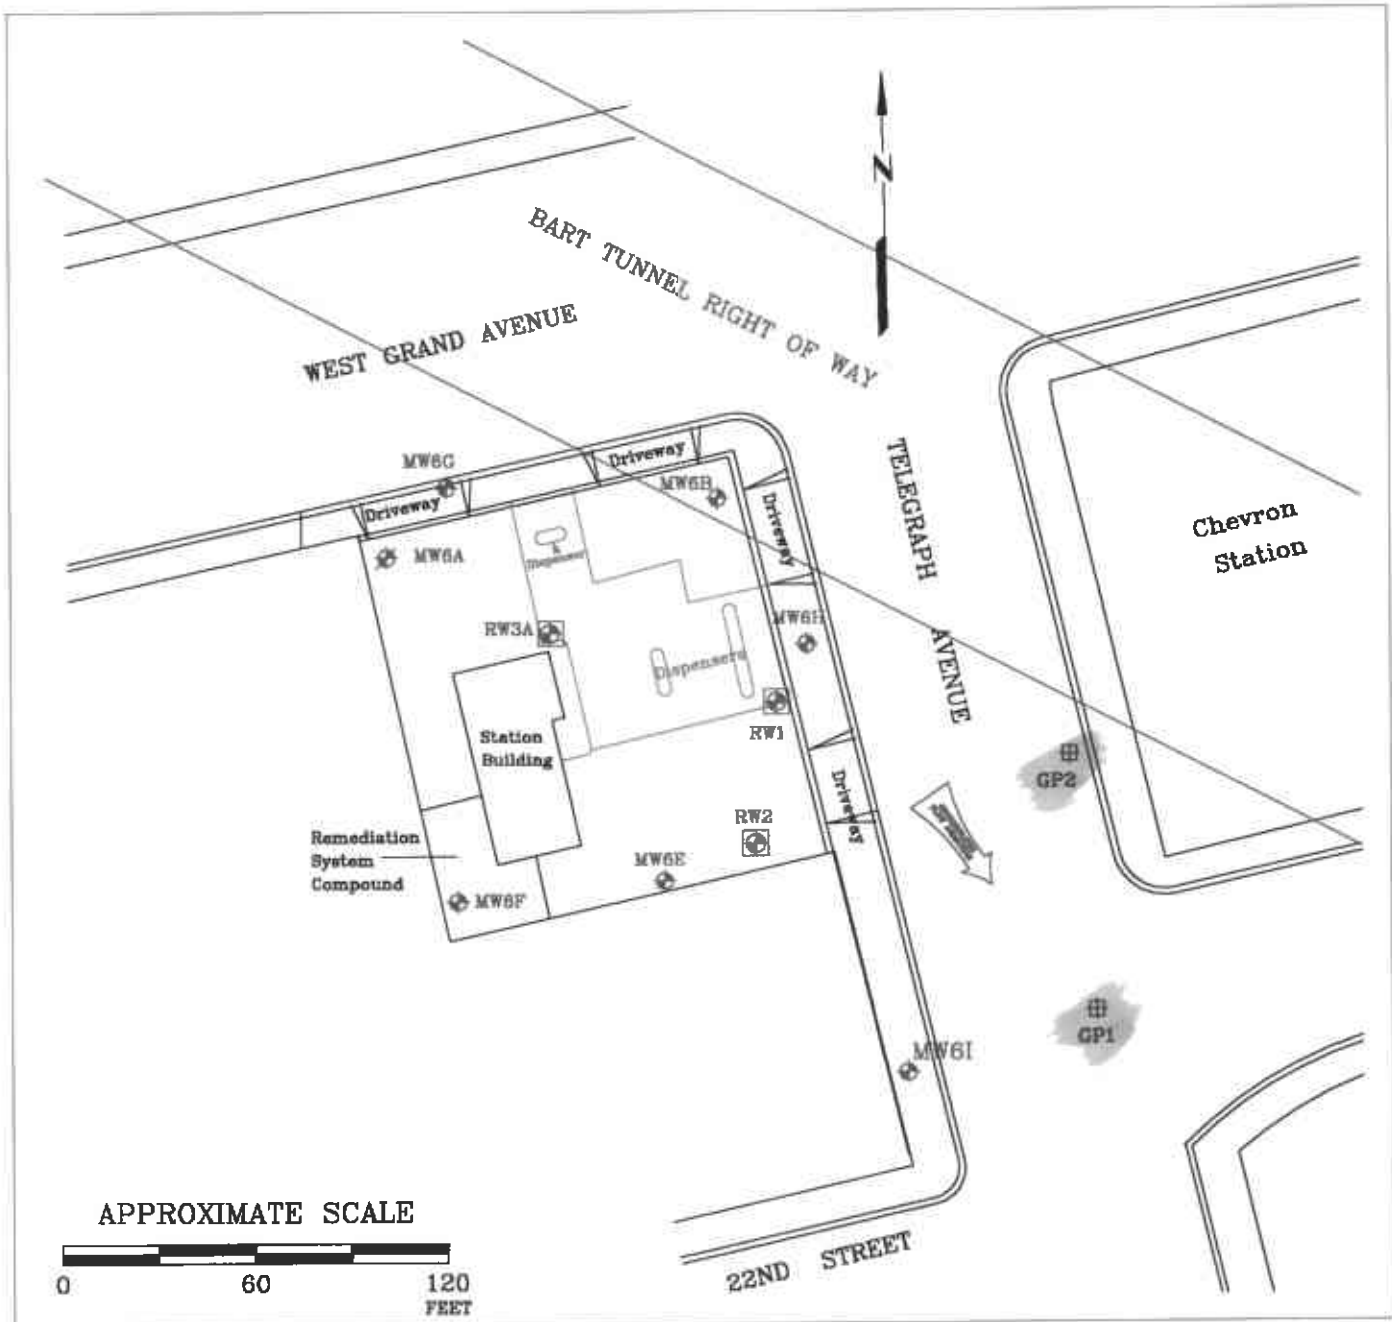 N
BART TUNNEL RIGHT OF WAY
WEST GRAND AVENUE
TELEGRAPH AVENUE
Chevron
Station
MW6G
Driveway
MW6B
Driveway
Driveway
MW6A
Dispenser
MW6H
RW3A
Dispensers
RW1
Station
Building
GP2
Driveway
RW2
Remediation
System
Compound
MW6E
MW6F
GP1
MW6I
APPROXIMATE SCALE
0 60 120
FEET
22ND STREET